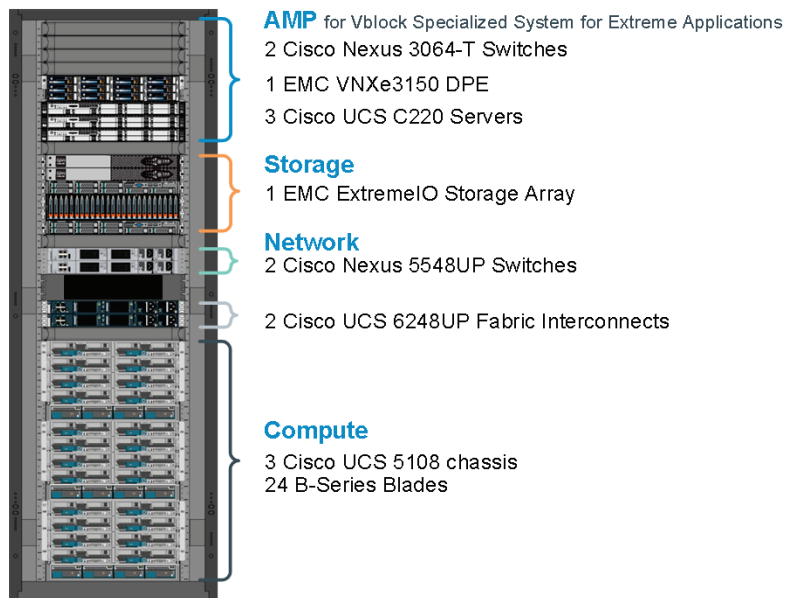 AMP for Vblock Specialized System for Extreme Applications
2 Cisco Nexus 3064-T Switches
1 EMC VNXe3150 DPE
3 Cisco UCS C220 Servers
Storage
1 EMC ExtremeIO Storage Array
Network
2 Cisco Nexus 5548UP Switches
2 Cisco UCS 6248UP Fabric Interconnects
Compute
3 Cisco UCS 5108 chassis
24 B-Series Blades